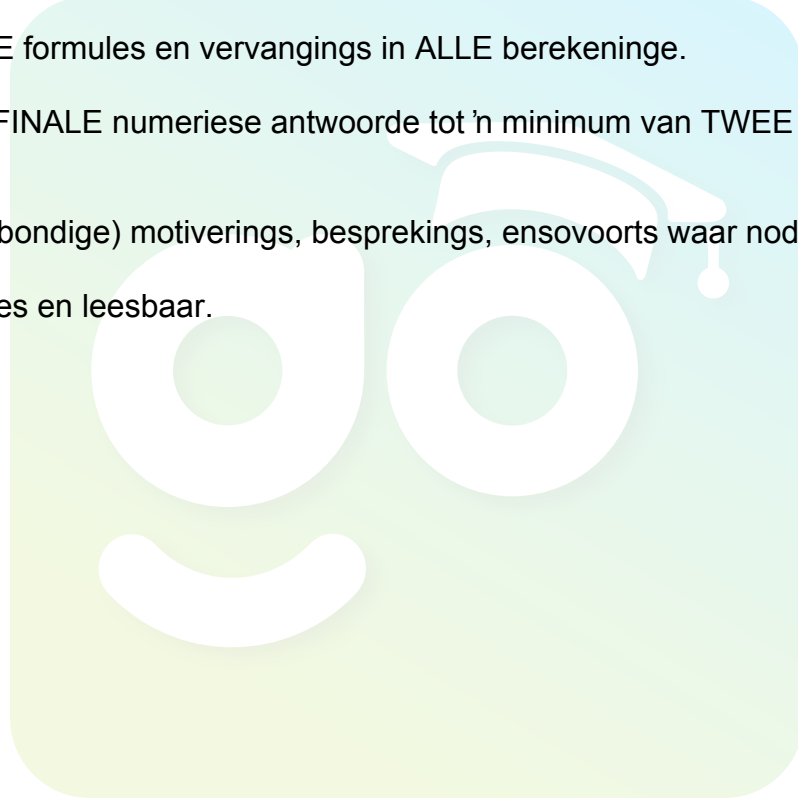 E formules en vervangings in ALLE berekeninge.
FINALE numeriese antwoorde tot 'n minimum van TWEE
bondige) motiverings, besprekings, ensovoorts waar nod
es en leesbaar.
go